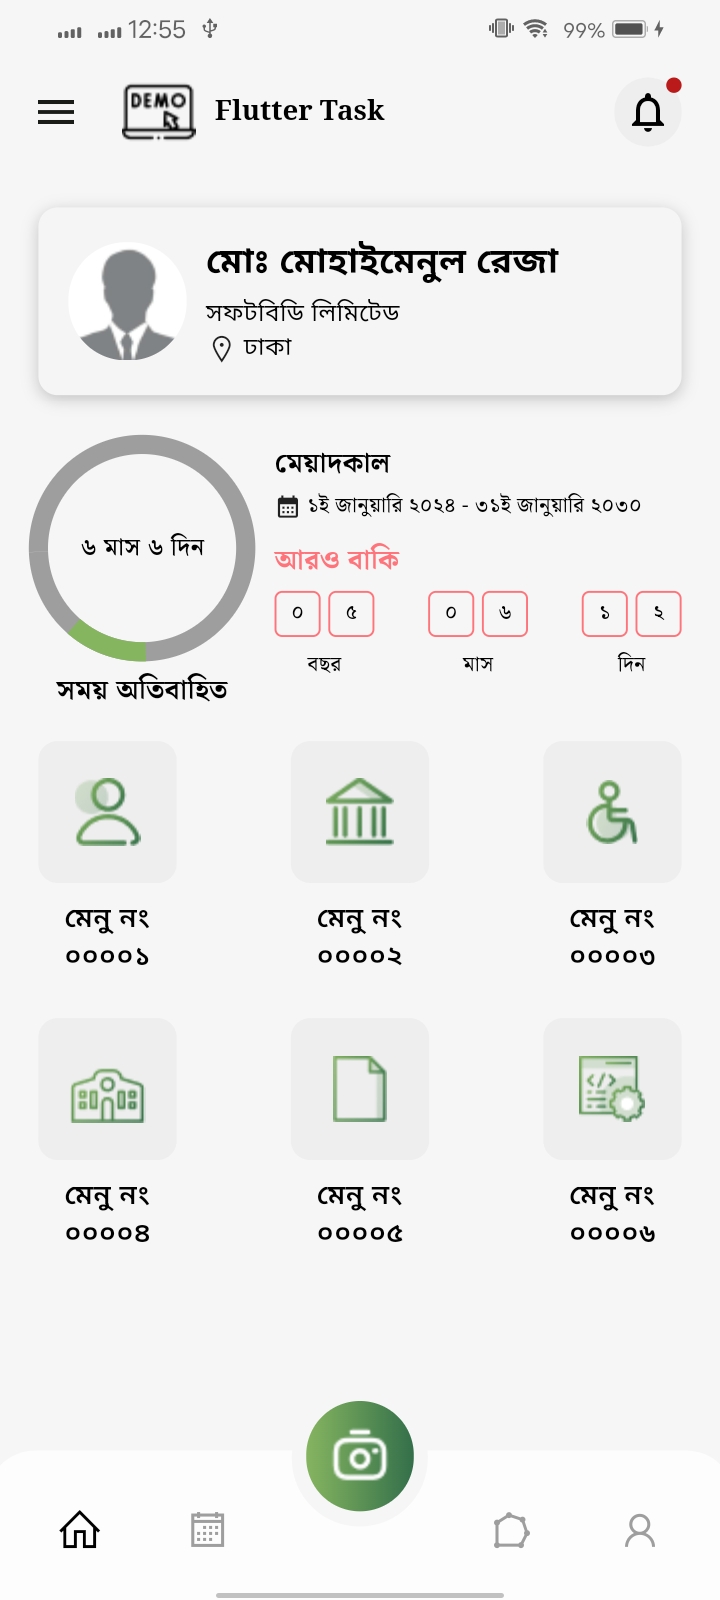 12:55
99%
DEMO
Flutter Task
মোঃ মোহাইমেনুল রেজা
সফটবিডি লিমিটেড
ঢাকা
৬ মাস ৬ দিন
সময় অতিবাহিত
মেয়াদকাল
১ই জানুয়ারি ২০২৪ - ৩১ই জানুয়ারি ২০৩০
আরও বাকি
০ ৫ ০ ৬ ১ ২
বছর মাস দিন
মেনু নং মেনু নং মেনু নং
০০০০১ ০০০০২ ০০০০৩
</>
মেনু নং মেনু নং মেনু নং
০০০০৪ ০০০০৫ ০০০০৬